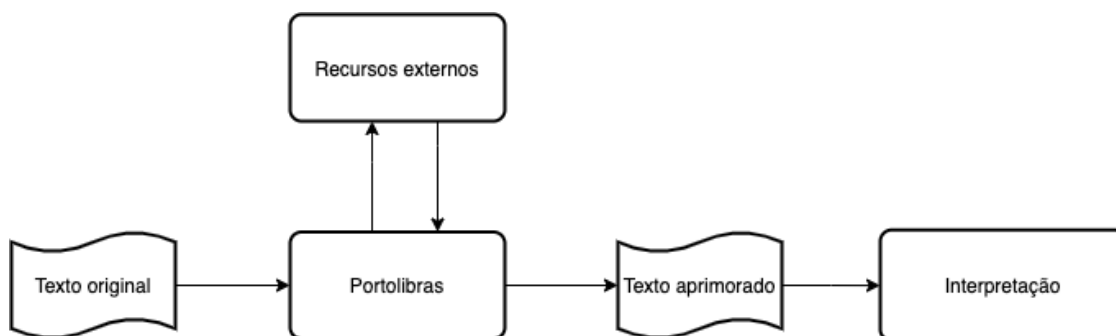 Recursos externos
Texto original
Portolibras
Texto aprimorado
Interpretação